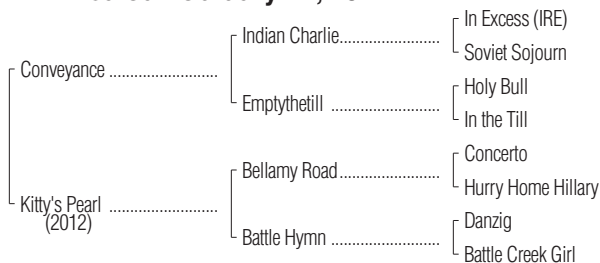 Indian Charlie
In Excess (IRE)
Soviet Sojourn
Conveyance
Emptythetill
Holy Bull
In the Till
Kitty's Pearl
(2012)
Bellamy Road
Concerto
Hurry Home Hillary
Battle Hymn
Danzig
Battle Creek Girl